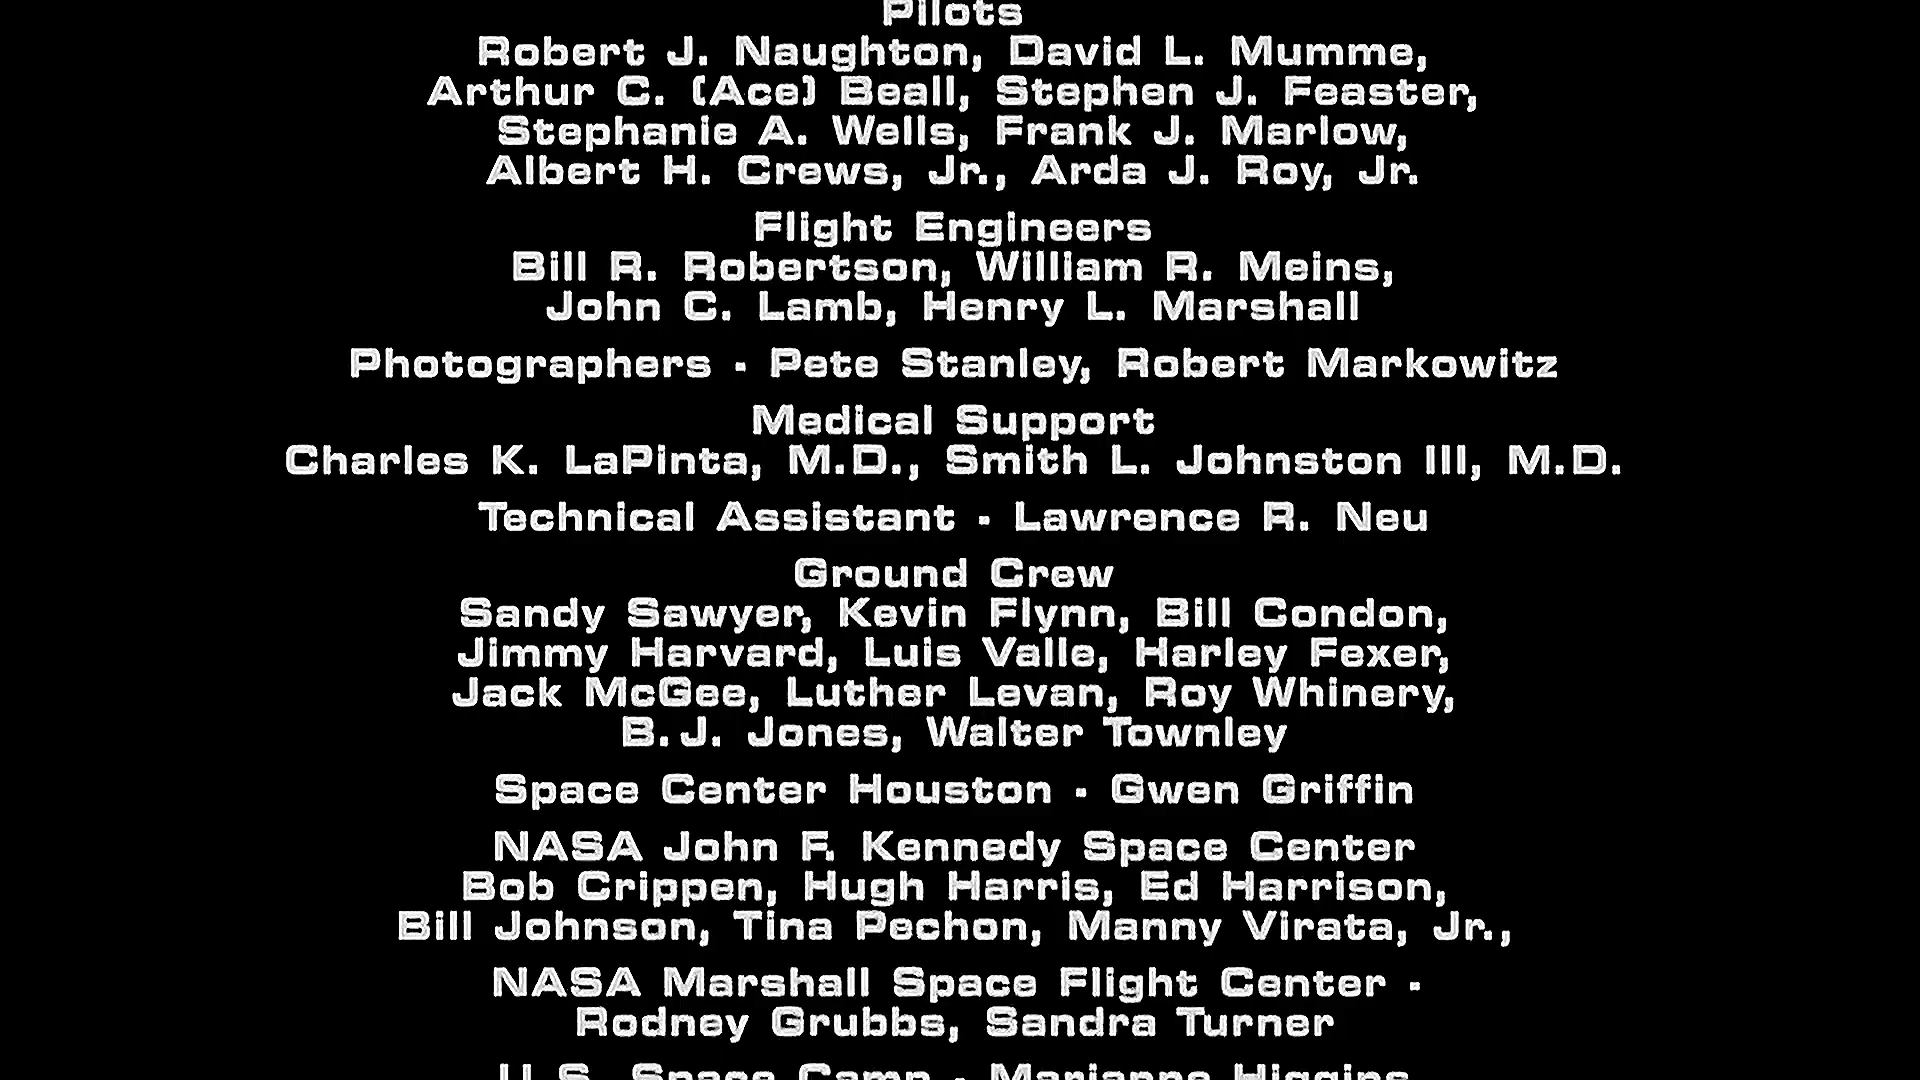 Pilots
Robert J. Naughton, David L. Mumme,
Arthur C. (Ace) Beall, Stephen J. Feaster,
Stephanie A. Wells, Frank J. Marlow,
Albert H. Crews, Jr., Arda J. Roy, Jr.
Flight Engineers
Bill R. Robertson, William R. Meins,
John C. Lamb, Henry L. Marshall
Photographers - Pete Stanley, Robert Markowitz
Medical Support
Charles K. LaPinta, M.D., Smith L. Johnston III, M.D.
Technical Assistant - Lawrence R. Neu
Ground Crew
Sandy Sawyer, Kevin Flynn, Bill Condon,
Jimmy Harvard, Luis Valle, Harley Fexer,
Jack McGee, Luther Levan, Roy Whinery,
B.J. Jones, Walter Townley
Space Center Houston - Gwen Griffin
NASA John F. Kennedy Space Center
Bob Crippen, Hugh Harris, Ed Harrison,
Bill Johnson, Tina Pechon, Manny Virata, Jr.,
NASA Marshall Space Flight Center -
Rodney Grubbs, Sandra Turner
U.S. Space Camp - Marianne Higgins